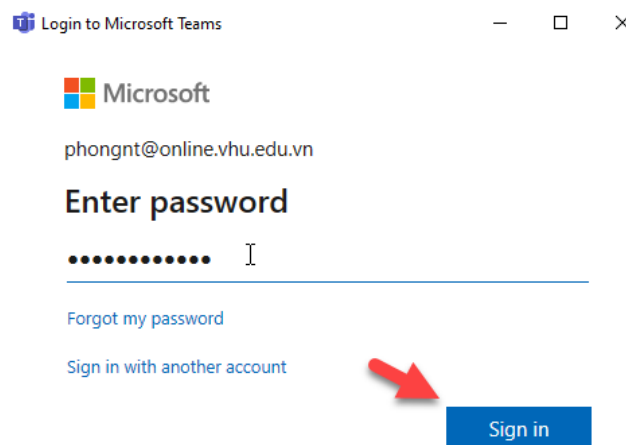 Login to Microsoft Teams
Microsoft
phongnt@online.vhu.edu.vn
Enter password
••••••••••••
Forgot my password
Sign in with another account
Sign in